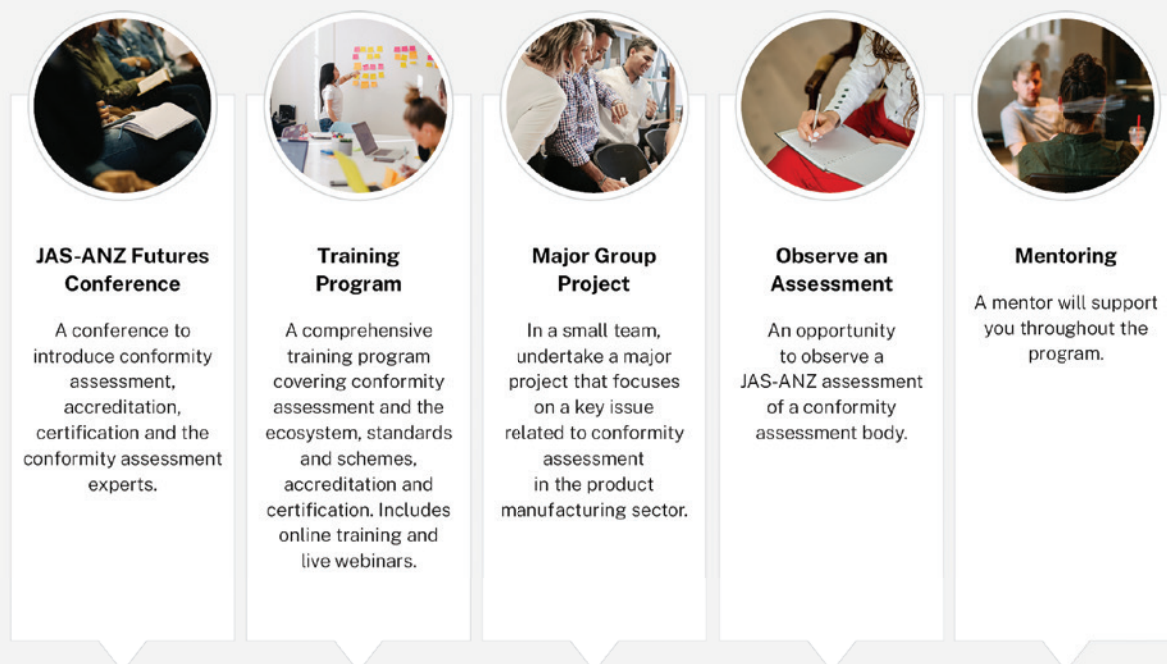 JAS-ANZ Futures
Conference
A conference to
introduce conformity
assessment,
accreditation,
certification and the
conformity assessment
experts.
Training
Program
A comprehensive
training program
covering conformity
assessment and the
ecosystem, standards
and schemes,
accreditation and
certification. Includes
online training and
live webinars.
Major Group
Project
In a small team,
undertake a major
project that focuses
on a key issue
related to conformity
assessment
in the product
manufacturing sector.
Observe an
Assessment
An opportunity
to observe a
JAS-ANZ assessment
of a conformity
assessment body.
Mentoring
A mentor will support
you throughout the
program.